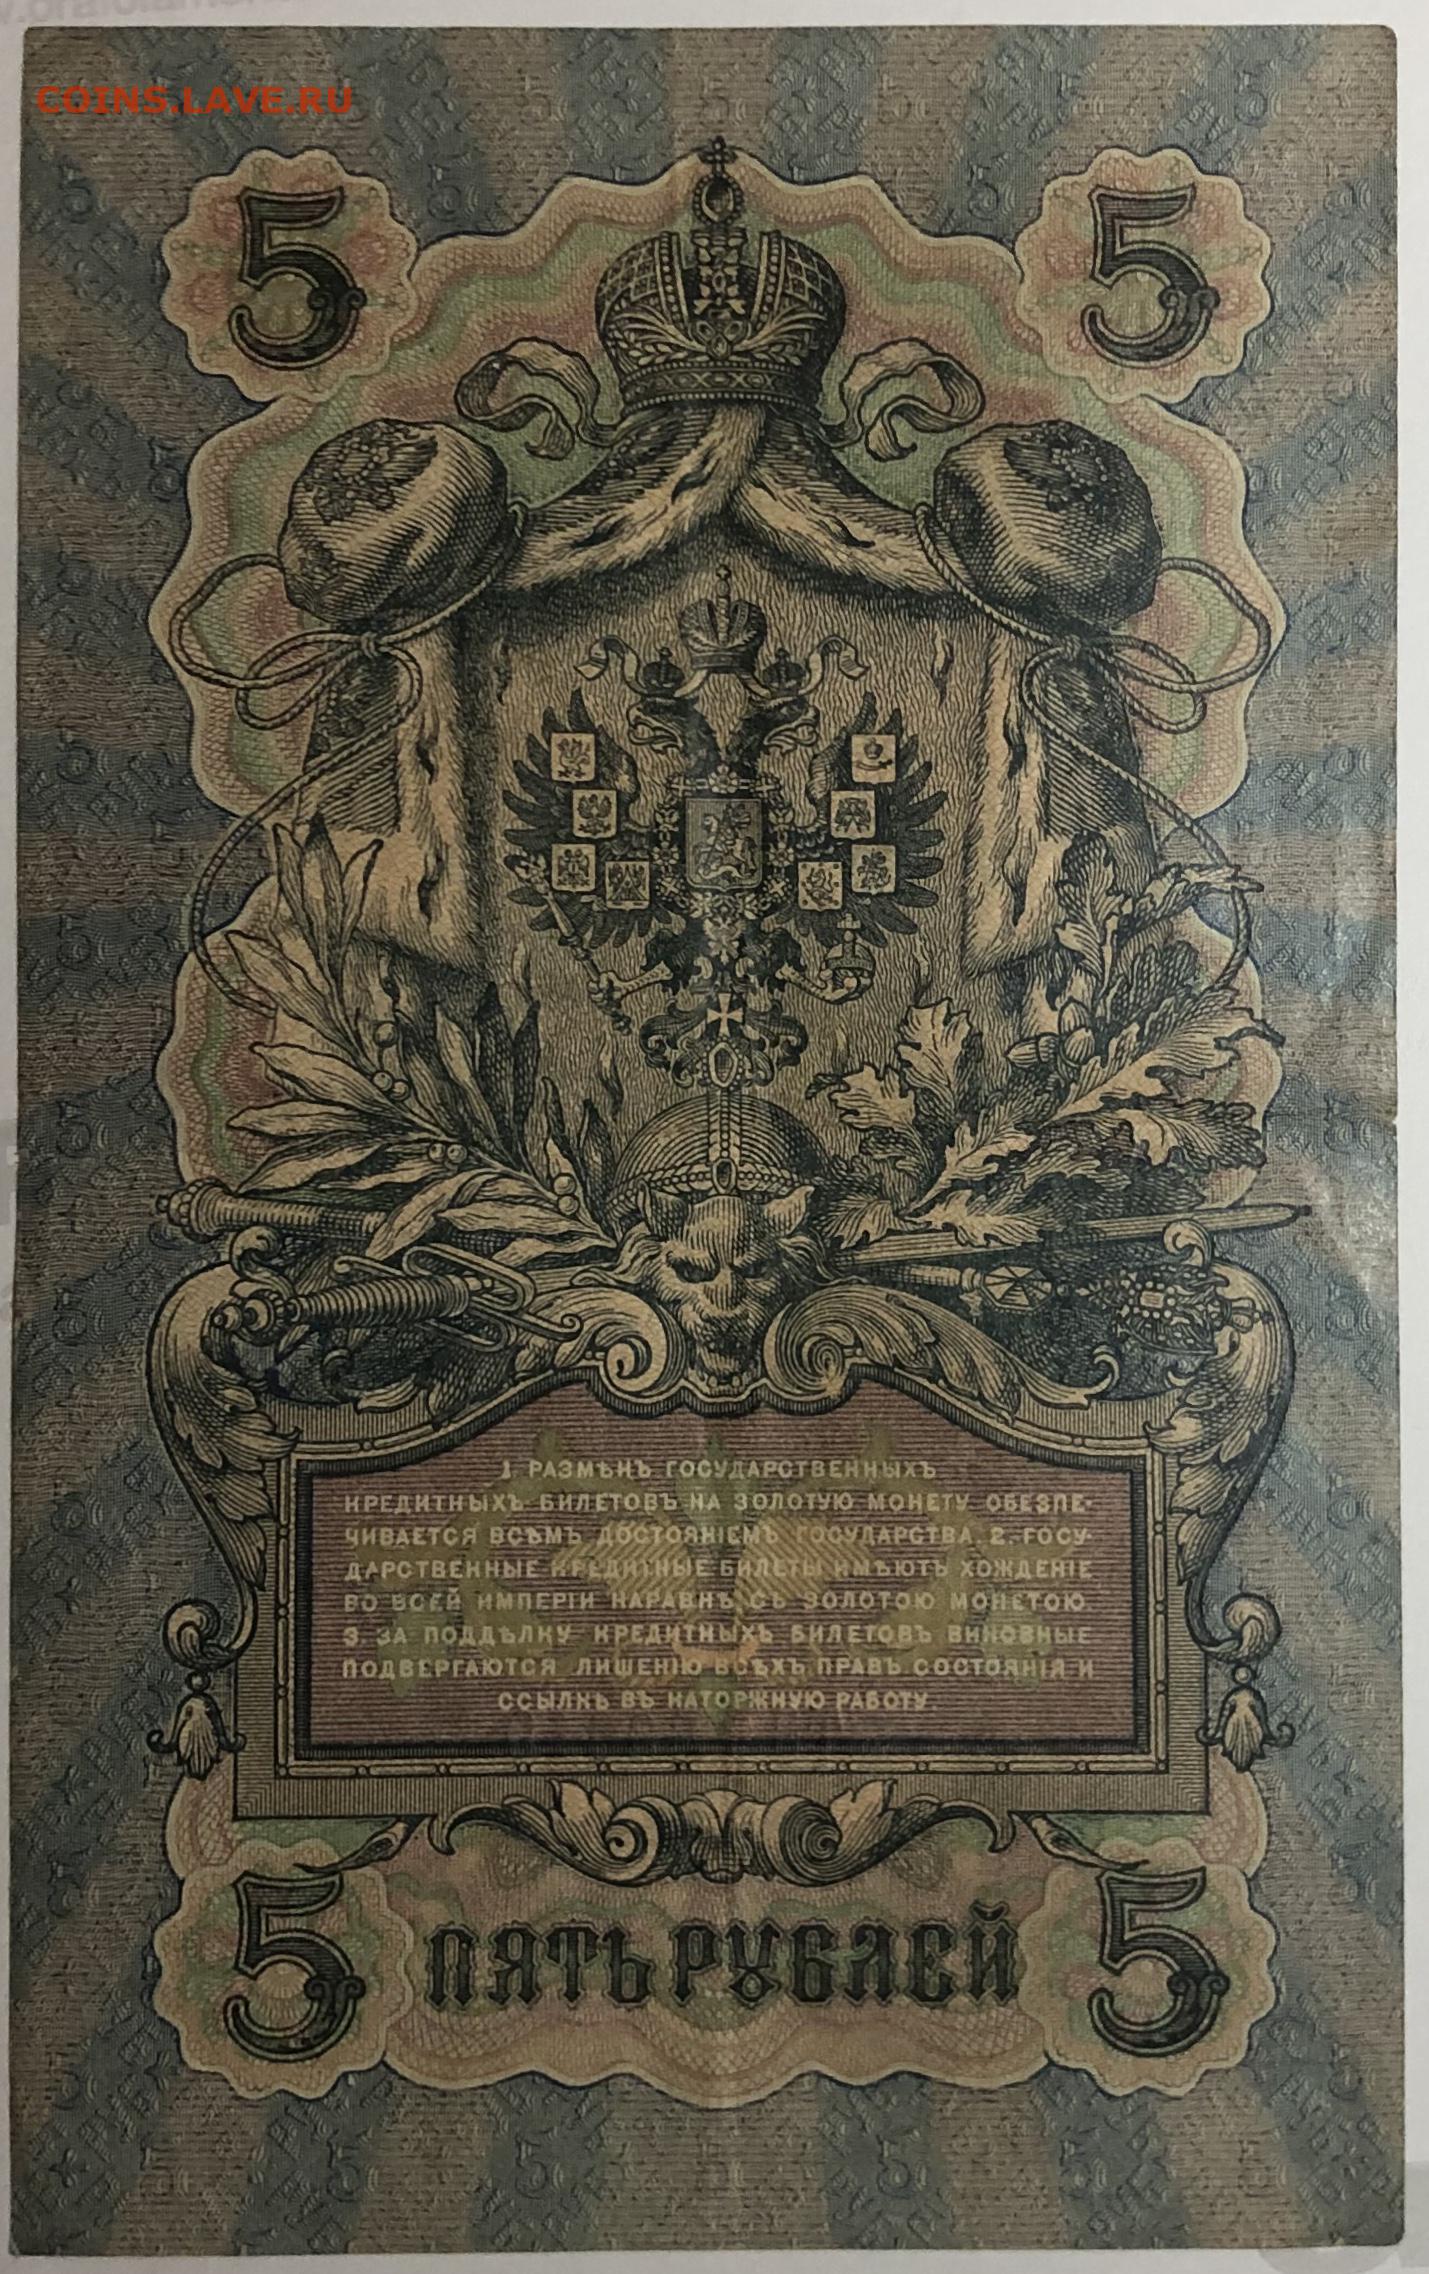 COINS.LAVE.RU
5 5
1. РАЗМѢНЪ ГОСУДАРСТВЕННЫХЪ
КРЕДИТНЫХЪ БИЛЕТОВЪ НА ЗОЛОТУЮ МОНЕТУ ОБЕЗПЕ-
ЧИВАЕТСЯ ВСѢМЪ ДОСТОЯНІЕМЪ ГОСУДАРСТВА. 2. ГОСУ-
ДАРСТВЕННЫЕ КРЕДИТНЫЕ БИЛЕТЫ ИМѢЮТЪ ХОЖДЕНІЕ
ВО ВСЕЙ ИМПЕРІИ НАРАВНѢ СЪ ЗОЛОТОЮ МОНЕТОЮ.
3. ЗА ПОДДѢЛКУ КРЕДИТНЫХЪ БИЛЕТОВЪ ВИНОВНЫЕ
ПОДВЕРГАЮТСЯ ЛИШЕНІЮ ВСѢХЪ ПРАВЪ СОСТОЯНІЯ И
ССЫЛКѢ ВЪ КАТОРЖНУЮ РАБОТУ.
5 ПЯТЬ РУБЛЕЙ 5